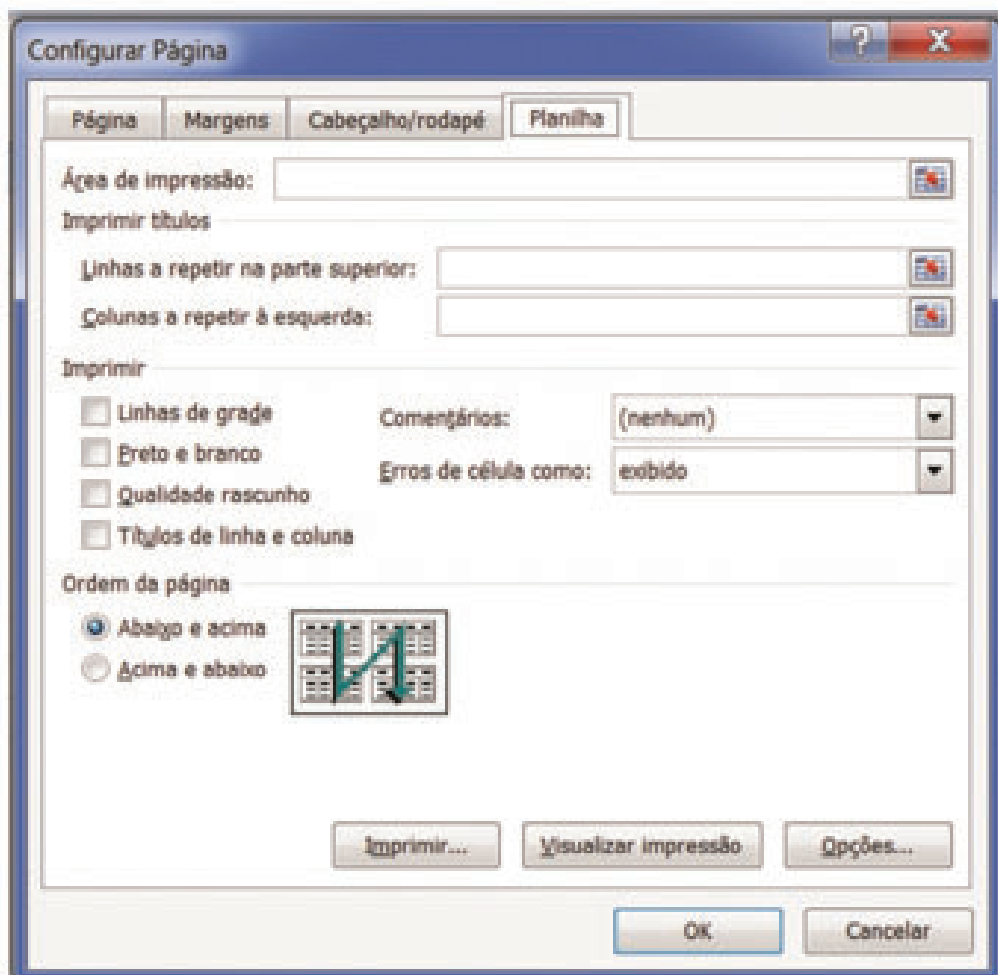 Configurar Página
? X
Página Margens Cabeçalho/rodapé Planilha
Área de impressão:
Imprimir títulos
Linhas a repetir na parte superior:
Colunas a repetir à esquerda:
Imprimir
Linhas de grade Comentários: (nenhum)
Preto e branco
Erros de célula como: exibido
Qualidade rascunho
Títulos de linha e coluna
Ordem da página
Abaixo e acima
Acima e abaixo
Imprimir... Visualizar impressão Opções...
OK Cancelar